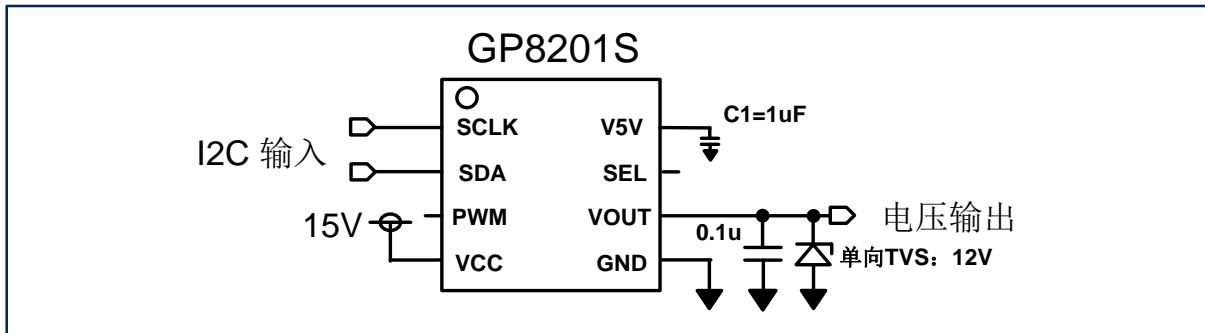 GP8201S
C1=1uF
SCLK
V5V
I2C 输入
SDA
SEL
15V
PWM
VOUT
电压输出
0.1u
VCC
GND
单向TVS：12V